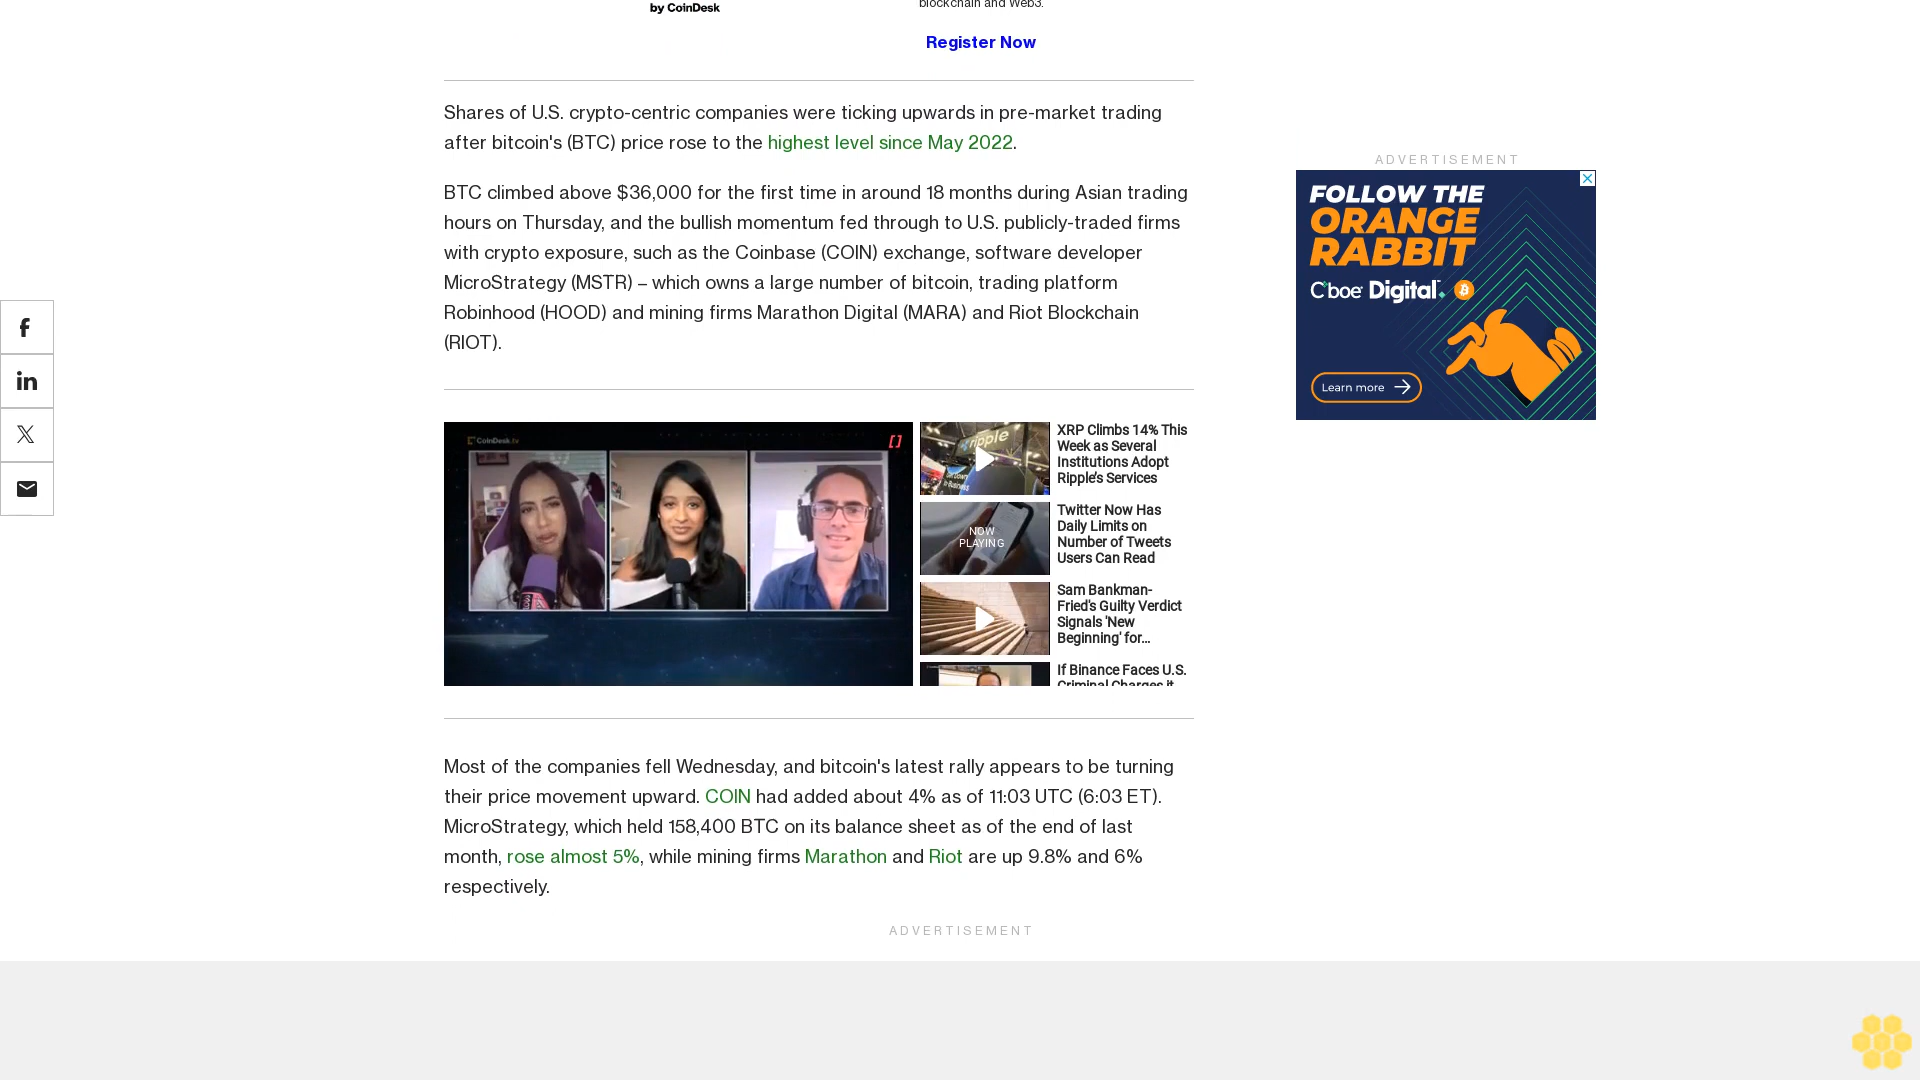 by CoinDesk
blockchain and Web3.
Register Now
Shares of U.S. crypto-centric companies were ticking upwards in pre-market trading
after bitcoin's (BTC) price rose to the highest level since May 2022.
BTC climbed above $36,000 for the first time in around 18 months during Asian trading
hours on Thursday, and the bullish momentum fed through to U.S. publicly-traded firms
with crypto exposure, such as the Coinbase (COIN) exchange, software developer
MicroStrategy (MSTR) – which owns a large number of bitcoin, trading platform
Robinhood (HOOD) and mining firms Marathon Digital (MARA) and Riot Blockchain
(RIOT).
CoinDesk.tv
ripple
XRP Climbs 14% This
Week as Several
Institutions Adopt
Ripple's Services
NOW
PLAYING
Twitter Now Has
Daily Limits on
Number of Tweets
Users Can Read
Sam Bankman-
Fried's Guilty Verdict
Signals 'New
Beginning' for...
If Binance Faces U.S.
Criminal Charges it
Most of the companies fell Wednesday, and bitcoin's latest rally appears to be turning
their price movement upward. COIN had added about 4% as of 11:03 UTC (6:03 ET).
MicroStrategy, which held 158,400 BTC on its balance sheet as of the end of last
month, rose almost 5%, while mining firms Marathon and Riot are up 9.8% and 6%
respectively.
ADVERTISEMENT
ADVERTISEMENT
FOLLOW THE
ORANGE
RABBIT
Cboe Digital
Learn more